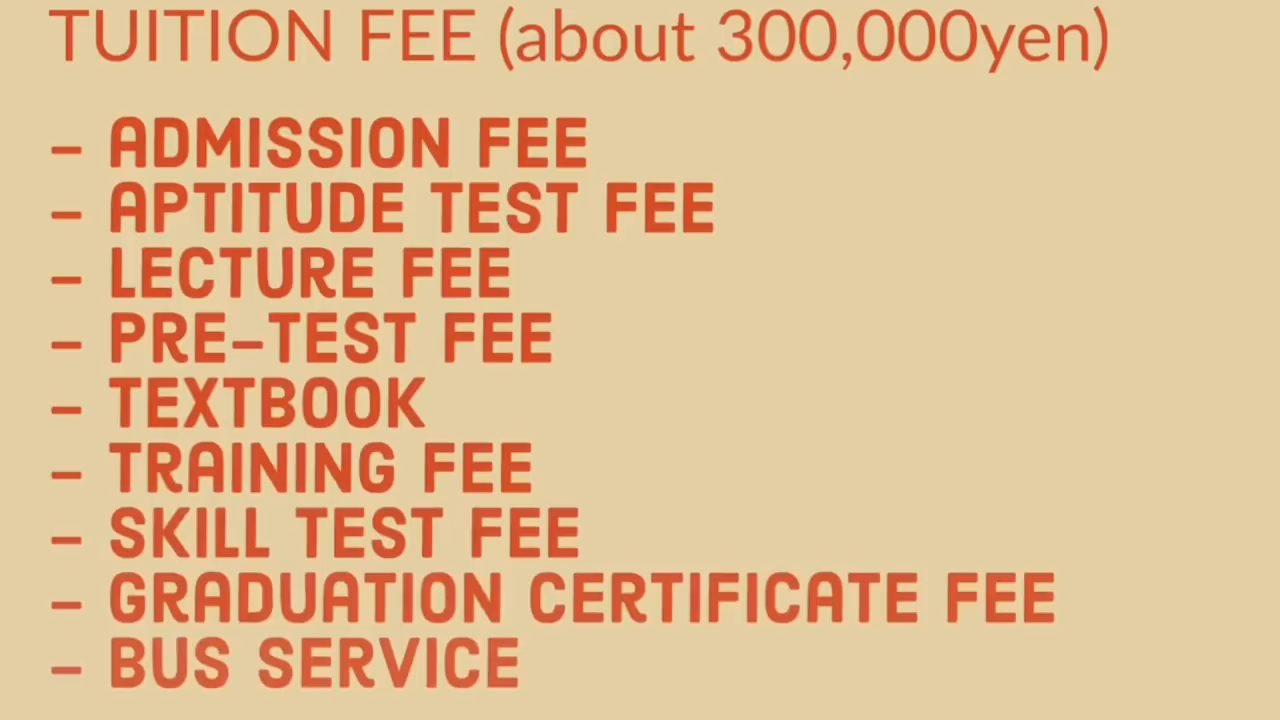 TUITION FEE (about 300,000yen)
- ADMISSION FEE
- APTITUDE TEST FEE
- LECTURE FEE
- PRE-TEST FEE
- TEXTBOOK
- TRAINING FEE
- SKILL TEST FEE
- GRADUATION CERTIFICATE FEE
- BUS SERVICE